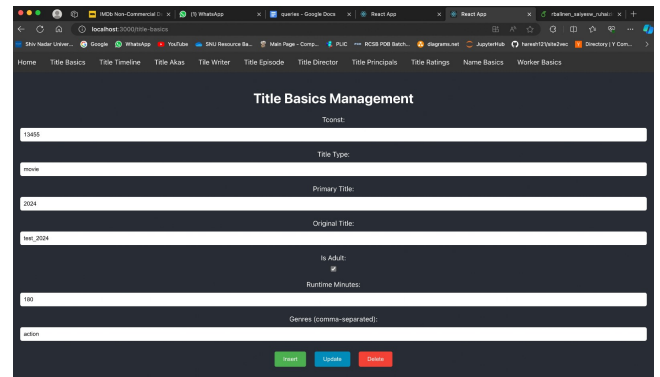 IMDb Non-Commercial D
(1) WhatsApp
queries - Google Docs
React App
React App
localhost:3000/title-basics
Shiv Nadar Univer...
Google
WhatsApp
YouTube
SNU Resource Ba...
Main Page - Comp...
PLIC
RCSB PDB Batch...
diagrams.net
JupyterHub
haresh121/site2vec
Directory | Y Com...
Home
Title Basics
Title Timeline
Title Akas
Tile Writer
Title Episode
Title Director
Title Principals
Title Ratings
Name Basics
Worker Basics
Title Basics Management
Tconst:
13455
Title Type:
movie
Primary Title:
2024
Original Title:
test_2024
Is Adult:
Runtime Minutes:
180
Genres (comma-separated):
action
Insert
Update
Delete